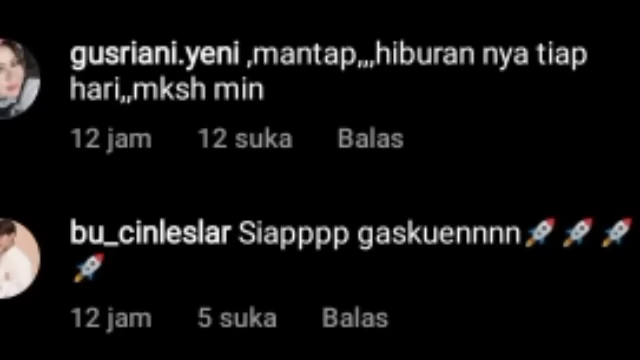 gusriani.yeni ,mantap,,,hiburan nya tiap
hari,,mksh min
12 jam 12 suka Balas
bu_cinleslar Siapppp gaskuennnn🚀🚀🚀
🚀
12 jam 5 suka Balas